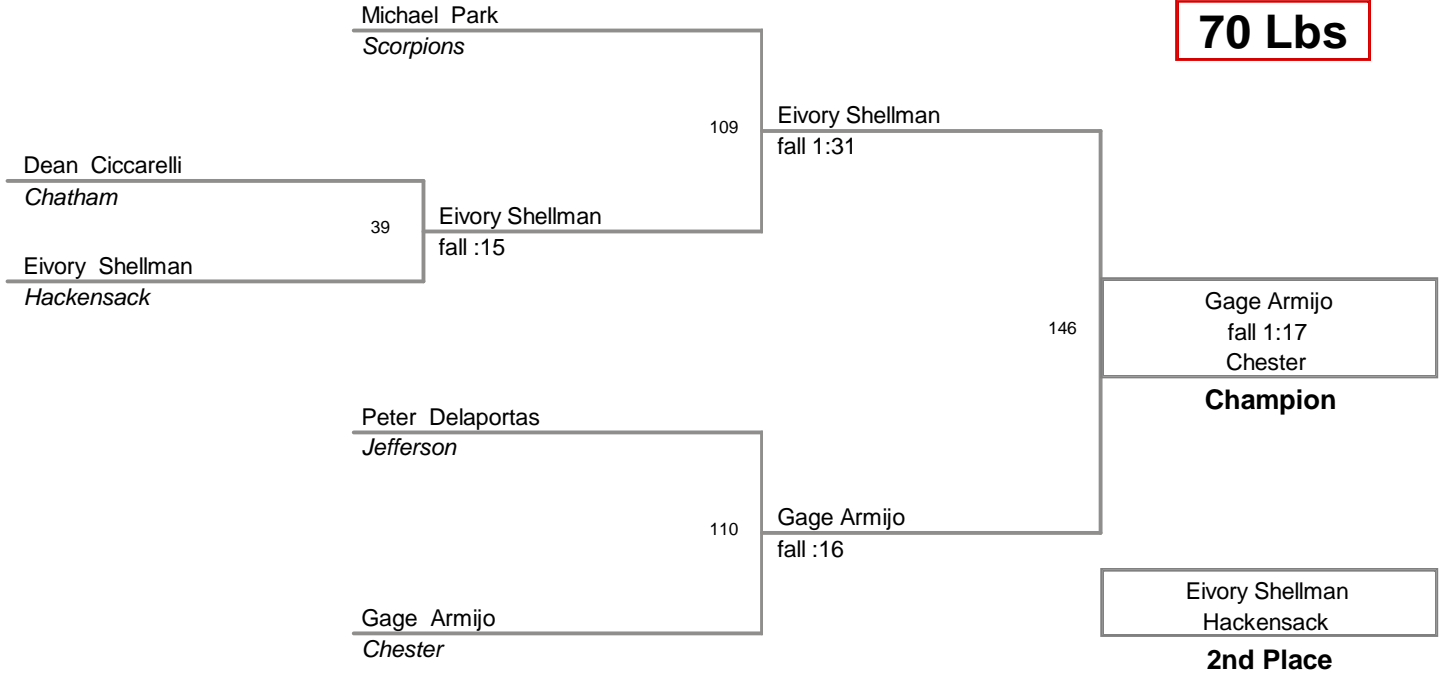 Michael Park
Scorpions
70 Lbs
109
Eivory Shellman
fall 1:31
Dean Ciccarelli
Chatham
39
Eivory Shellman
fall :15
Eivory Shellman
Hackensack
146
Gage Armijo
fall 1:17
Chester
Champion
Peter Delaportas
Jefferson
110
Gage Armijo
fall :16
Gage Armijo
Chester
Eivory Shellman
Hackensack
2nd Place